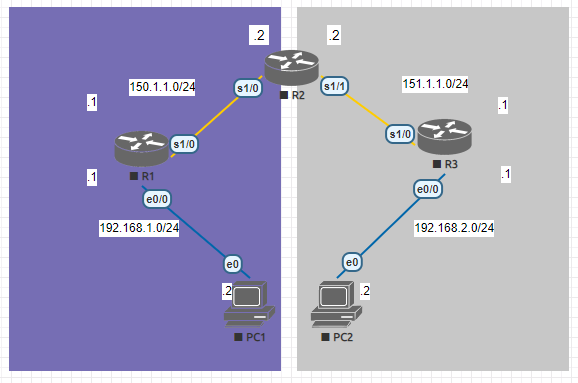 .2
.2
R2
s1/0
s1/1
150.1.1.0/24
151.1.1.0/24
.1
.1
s1/0
s1/0
R1
R3
.1
.1
e0/0
e0/0
192.168.1.0/24
192.168.2.0/24
e0
e0
.2
.2
PC1
PC2